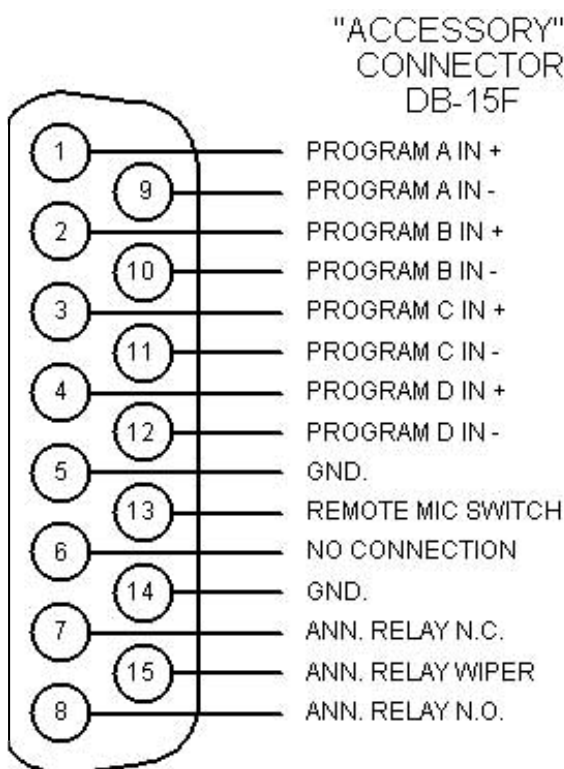 "ACCESSORY"
CONNECTOR
DB-15F
1 PROGRAM A IN +
9 PROGRAM A IN -
2 PROGRAM B IN +
10 PROGRAM B IN -
3 PROGRAM C IN +
11 PROGRAM C IN -
4 PROGRAM D IN +
12 PROGRAM D IN -
5 GND.
13 REMOTE MIC SWITCH
6 NO CONNECTION
14 GND.
7 ANN. RELAY N.C.
15 ANN. RELAY WIPER
8 ANN. RELAY N.O.